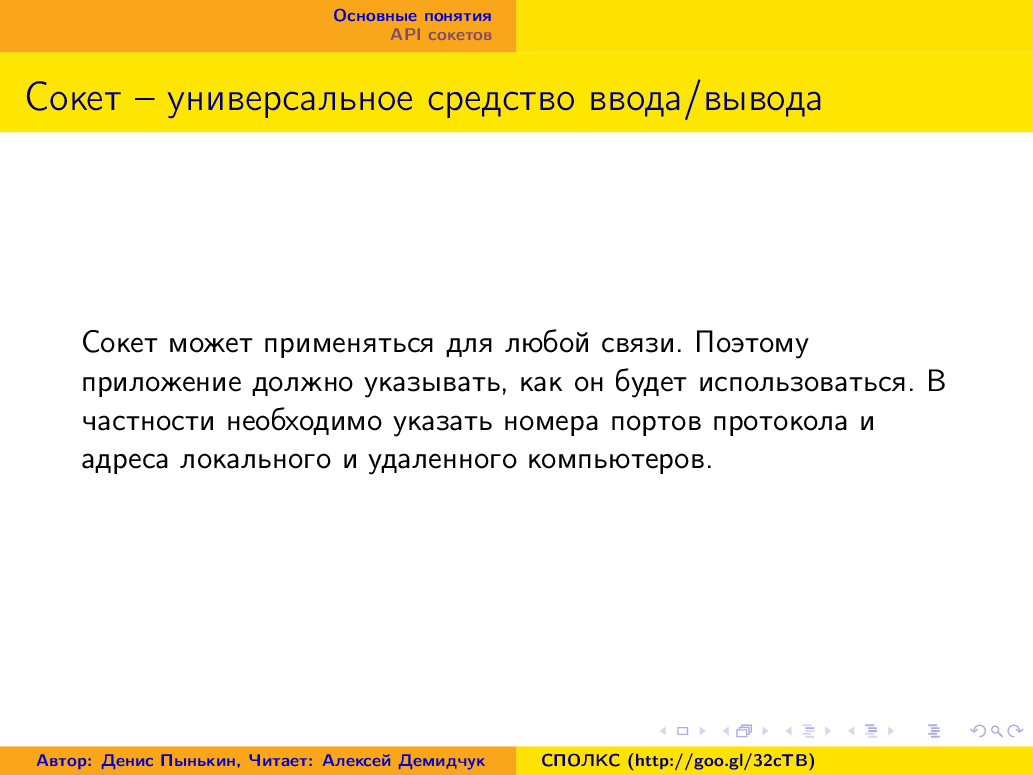 Основные понятия
API сокетов
Сокет – универсальное средство ввода/вывода
Сокет может применяться для любой связи. Поэтому
приложение должно указывать, как он будет использоваться. В
частности необходимо указать номера портов протокола и
адреса локального и удаленного компьютеров.
Автор: Денис Пынькин, Читает: Алексей Демидчук
СПОЛКС (http://goo.gl/32cTB)